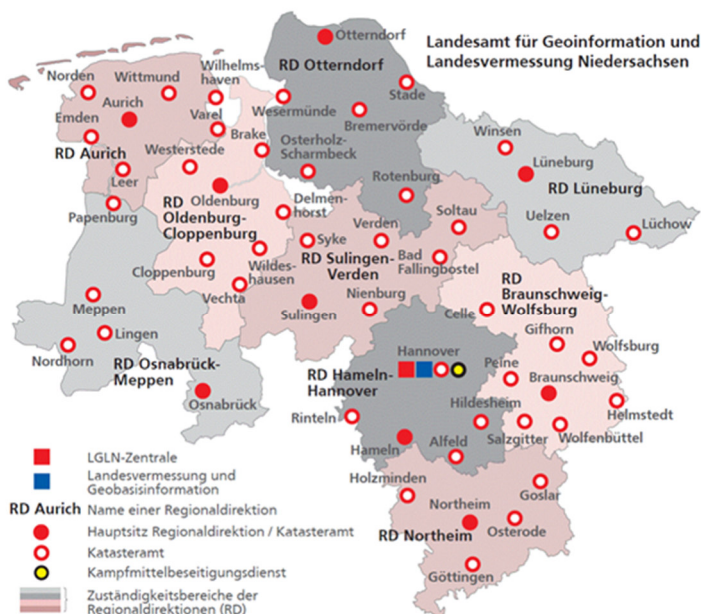 Landesamt für Geoinformation und
Landesvermessung Niedersachsen
Otterndorf
RD Otterndorf
Wilhelms-
haven
Norden
Wittmund
Aurich
Varel
Emden
RD Aurich
Leer
Westerstede
Brake
Wesermünde
Stade
Bremervörde
Osterholz-
Scharmbeck
Rotenburg
Winsen
Lüneburg
RD Lüneburg
Uelzen
Lüchow
Papenburg
RD
Oldenburg-
Cloppenburg
Oldenburg
Delmen-
horst
Cloppenburg
Wildes-
hausen
Vechta
Syke
Verden
RD Sulingen-
Verden
Soltau
Bad
Fallingbostel
Sulingen
Nienburg
RD
Braunschweig-
Wolfsburg
Celle
Gifhorn
Wolfsburg
Meppen
Lingen
Nordhorn
RD Osnabrück-
Meppen
Osnabrück
Hannover
RD Hameln-
Hannover
Peine
Braunschweig
Helmstedt
Rinteln
Hildesheim
Salzgitter
Wolfenbüttel
Hameln
Alfeld
Holzminden
Goslar
Northeim
RD Northeim
Osterode
Göttingen
LGLN-Zentrale
Landesvermessung und
Geobasisinformation
RD Aurich Name einer Regionaldirektion
Hauptsitz Regionaldirektion / Katasteramt
Katasteramt
Kampfmittelbeseitigungsdienst
Zuständigkeitsbereiche der
Regionaldirektionen (RD)